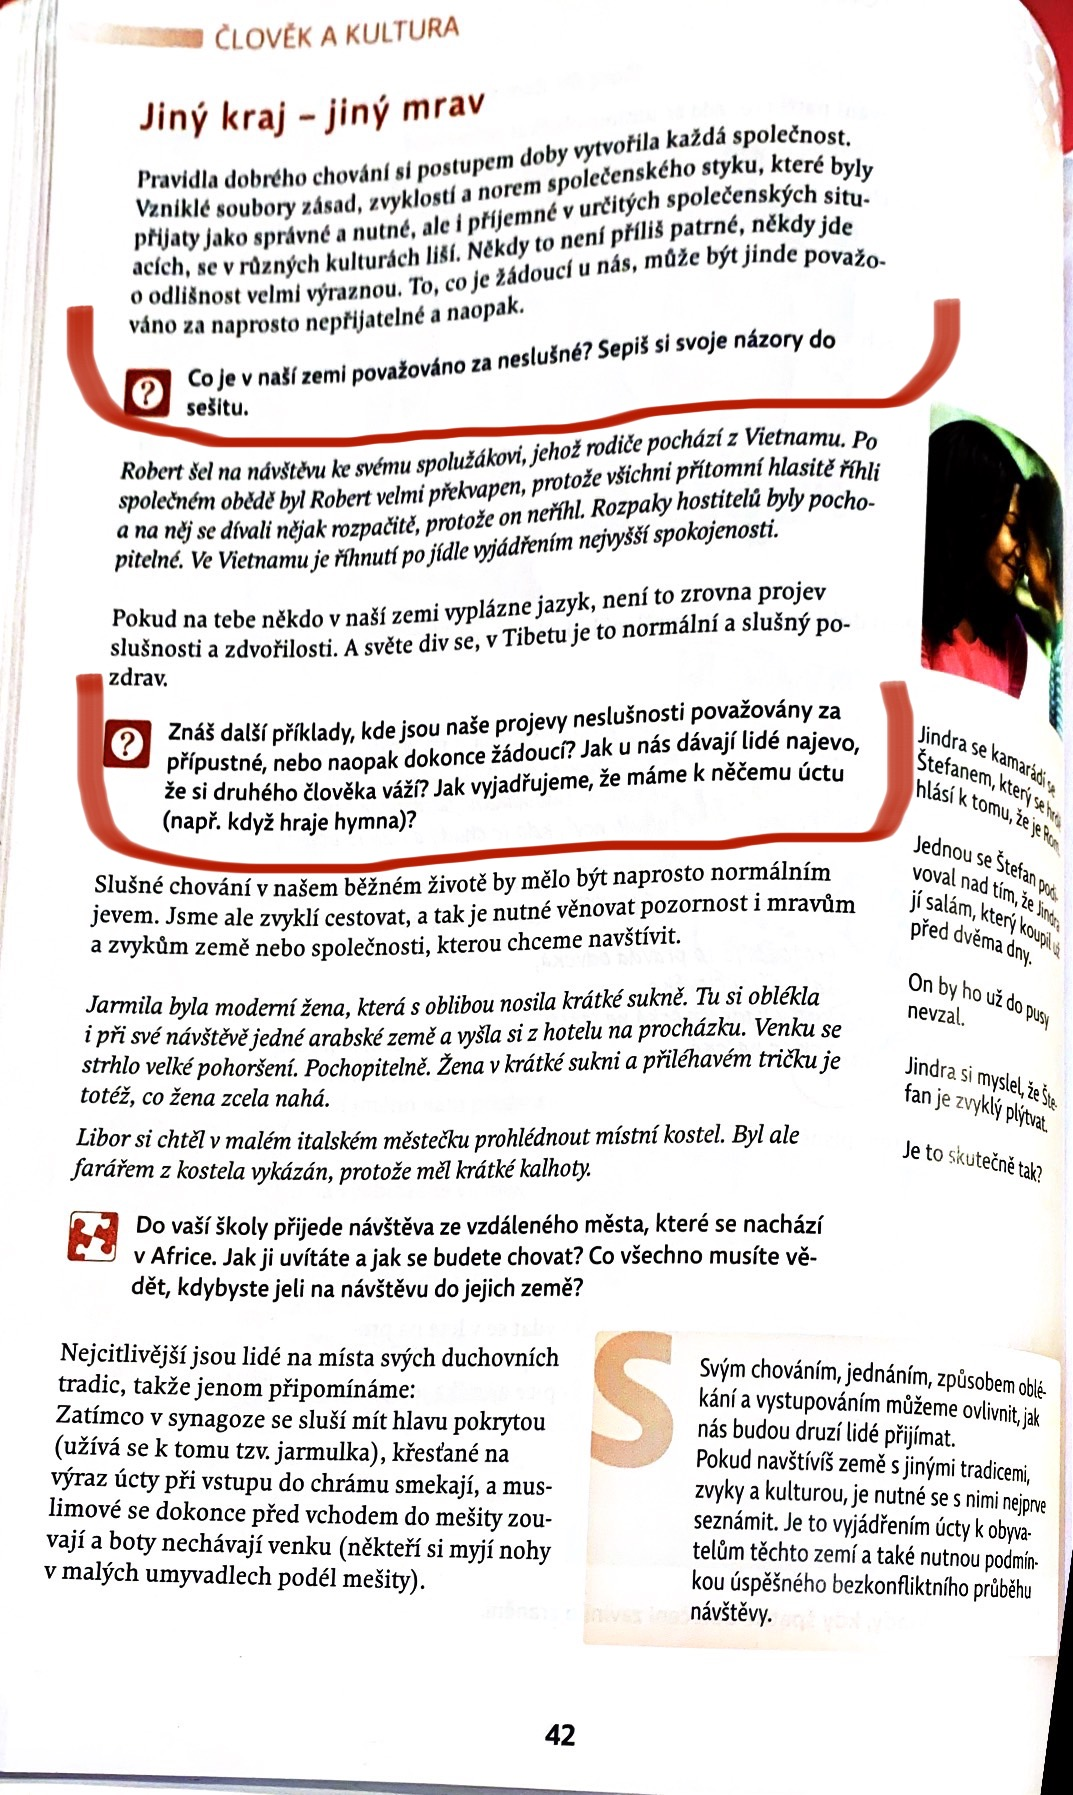 ČLOVĚK A KULTURA
Jiný kraj – jiný mrav
Pravidla dobrého chování si postupem doby vytvořila každá společnost.
Vzniklé soubory zásad, zvyklostí a norem společenského styku, které byly
přijaty jako správné a nutné, ale i příjemné v určitých společenských situ-
acích, se v různých kulturách liší. Někdy to není příliš patrné, někdy jde
o odlišnost velmi výraznou. To, co je žádoucí u nás, může být jinde považo-
váno za naprosto nepřijatelné a naopak.
?
Co je v naší zemi považováno za neslušné? Sepiš si svoje názory do
sešitu.
Robert šel na návštěvu ke svému spolužákovi, jehož rodiče pochází z Vietnamu. Po
společném obědě byl Robert velmi překvapen, protože všichni přítomní hlasitě říhli
a na něj se dívali nějak rozpačitě, protože on neříhl. Rozpaky hostitelů byly pocho-
pitelné. Ve Vietnamu je říhnutí po jídle vyjádřením nejvyšší spokojenosti.
Pokud na tebe někdo v naší zemi vyplázne jazyk, není to zrovna projev
slušnosti a zdvořilosti. A světe div se, v Tibetu je to normální a slušný po-
zdrav.
?
Znáš další příklady, kde jsou naše projevy neslušnosti považovány za
přípustné, nebo naopak dokonce žádoucí? Jak u nás dávají lidé najevo,
že si druhého člověka váží? Jak vyjadřujeme, že máme k něčemu úctu
(např. když hraje hymna)?
Slušné chování v našem běžném životě by mělo být naprosto normálním
jevem. Jsme ale zvyklí cestovat, a tak je nutné věnovat pozornost i mravům
a zvykům země nebo společnosti, kterou chceme navštívit.
Jarmila byla moderní žena, která s oblibou nosila krátké sukně. Tu si oblékla
i při své návštěvě jedné arabské země a vyšla si z hotelu na procházku. Venku se
strhlo velké pohoršení. Pochopitelně. Žena v krátké sukni a přiléhavém tričku je
totéž, co žena zcela nahá.
Libor si chtěl v malém italském městečku prohlédnout místní kostel. Byl ale
farářem z kostela vykázán, protože měl krátké kalhoty.
Do vaší školy přijede návštěva ze vzdáleného města, které se nachází
v Africe. Jak ji uvítáte a jak se budete chovat? Co všechno musíte vě-
dět, kdybyste jeli na návštěvu do jejich země?
Nejcitlivější jsou lidé na místa svých duchovních
tradic, takže jenom připomínáme:
Zatímco v synagoze se sluší mít hlavu pokrytou
(užívá se k tomu tzv. jarmulka), křesťané na
výraz úcty při vstupu do chrámu smekají, a mus-
limové se dokonce před vchodem do mešity zou-
vají a boty nechávají venku (někteří si myjí nohy
v malých umyvadlech podél mešity).
Jindra se kamarádí se
Štefanem, který se hrdě
hlásí k tomu, že je Rom.
Jednou se Štefan podi-
voval nad tím, že Jindra
jí salám, který koupil už
před dvěma dny.
On by ho už do pusy
nevzal.
Jindra si myslel, že Šte-
fan je zvyklý plýtvat.
Je to skutečně tak?
S
Svým chováním, jednáním, způsobem oblé-
kání a vystupováním můžeme ovlivnit, jak
nás budou druzí lidé přijímat.
Pokud navštívíš země s jinými tradicemi,
zvyky a kulturou, je nutné se s nimi nejprve
seznámit. Je to vyjádřením úcty k obyva-
telům těchto zemí a také nutnou podmín-
kou úspěšného bezkonfliktního průběhu
návštěvy.
42